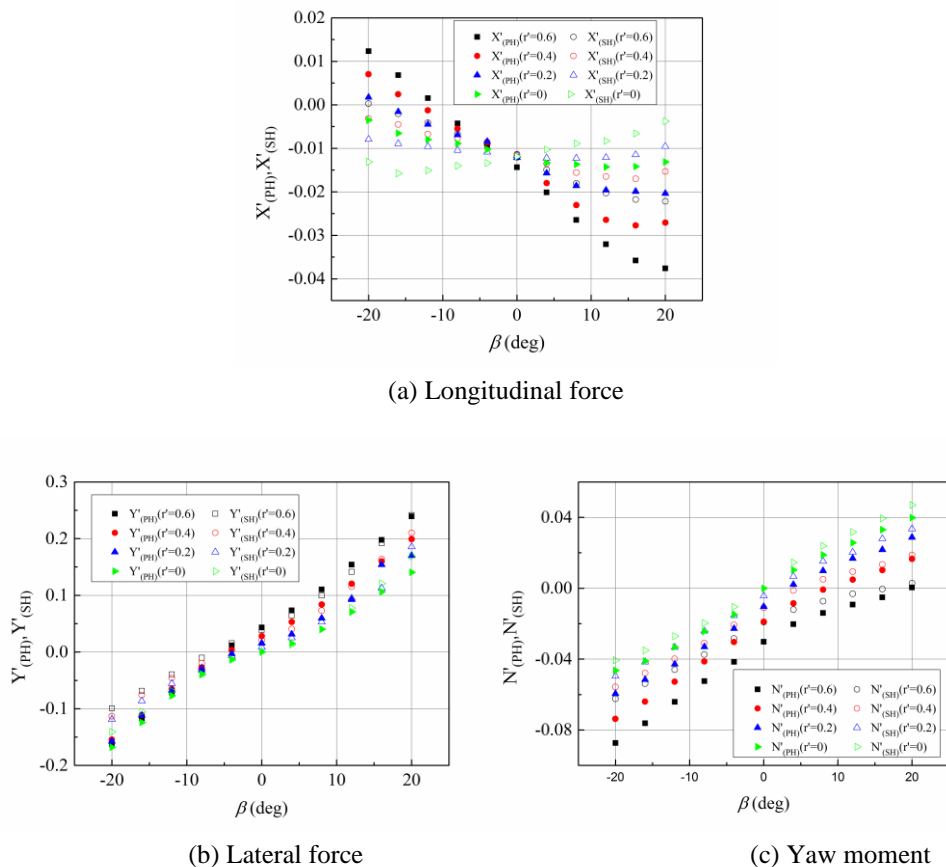 0.02
0.01
0.00
-0.01
-0.02
-0.03
-0.04
X'(PH), X'(SH)
X'(PH)(r'=0.6) X'(SH)(r'=0.6)
X'(PH)(r'=0.4) X'(SH)(r'=0.4)
X'(PH)(r'=0.2) X'(SH)(r'=0.2)
X'(PH)(r'=0) X'(SH)(r'=0)
-20 -10 0 10 20
β (deg)
(a) Longitudinal force
0.3
0.2
0.1
0.0
-0.1
-0.2
Y'(PH), Y'(SH)
Y'(PH)(r'=0.6) Y'(SH)(r'=0.6)
Y'(PH)(r'=0.4) Y'(SH)(r'=0.4)
Y'(PH)(r'=0.2) Y'(SH)(r'=0.2)
Y'(PH)(r'=0) Y'(SH)(r'=0)
-20 -10 0 10 20
β (deg)
(b) Lateral force
0.04
0.00
-0.04
-0.08
N'(PH), N'(SH)
N'(PH)(r'=0.6) N'(SH)(r'=0.6)
N'(PH)(r'=0.4) N'(SH)(r'=0.4)
N'(PH)(r'=0.2) N'(SH)(r'=0.2)
N'(PH)(r'=0) N'(SH)(r'=0)
-20 -10 0 10 20
β (deg)
(c) Yaw moment